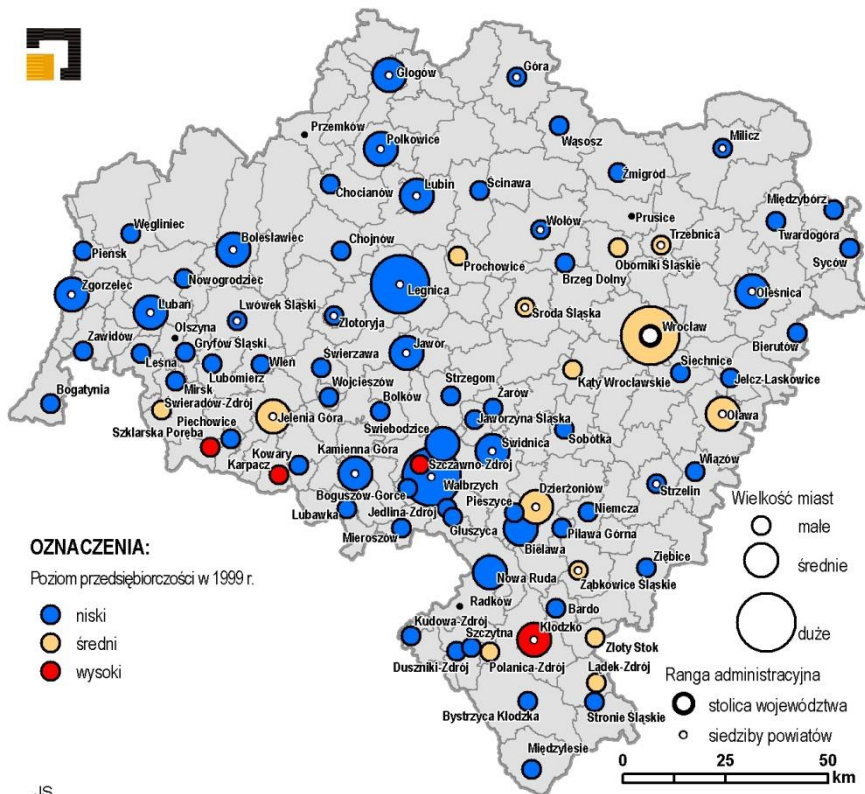 Głogów
Góra
Przemków
Polkowice
Wąsosz
Milicz
Żmigród
Chocianów
Lubin
Ścinawa
Międzybórz
Węgliniec
Prusice
Bolesławiec
Wołów
Trzebnica
Twardogóra
Pieńsk
Chojnów
Prochowice
Oborniki Śląskie
Syców
Nowogrodziec
Brzeg Dolny
Zgorzelec
Legnica
Oleśnica
Lubań
Lwówek Śląski
Złotoryja
Środa Śląska
Wrocław
Olszyna
Zawidów
Gryfów Śląski
Jawor
Bierutów
Leśna
Wleń
Świerzawa
Siechnice
Lubomierz
Kąty Wrocławskie
Jelcz-Laskowice
Mirsk
Wojcieszów
Strzegom
Żarów
Bogatynia
Świeradów-Zdrój
Bolków
Jaworzyna Śląska
Oława
Piechowice
Jelenia Góra
Świebodzice
Sobótka
Szklarska Poręba
Kowary
Kamienna Góra
Świdnica
Karpacz
Szczawno-Zdrój
Wiązów
Wałbrzych
Dzierżoniów
Strzelin
Boguszów-Gorce
Pieszyce
Niemcza
Lubawka
Jedlina-Zdrój
Mieroszów
Głuszyca
Piława Górna
Bielawa
Ziębice
Nowa Ruda
Ząbkowice Śląskie
Radków
Bardo
Kudowa-Zdrój
Kłodzko
Szczytna
Złoty Stok
Duszniki-Zdrój
Polanica-Zdrój
Lądek-Zdrój
Bystrzyca Kłodzka
Stronie Śląskie
Międzylesie
OZNACZENIA:
Poziom przedsiębiorczości w 1999 r.
niski
średni
wysoki
Wielkość miast
małe
średnie
duże
Ranga administracyjna
stolica województwa
siedziby powiatów
0 25 50
km
JS